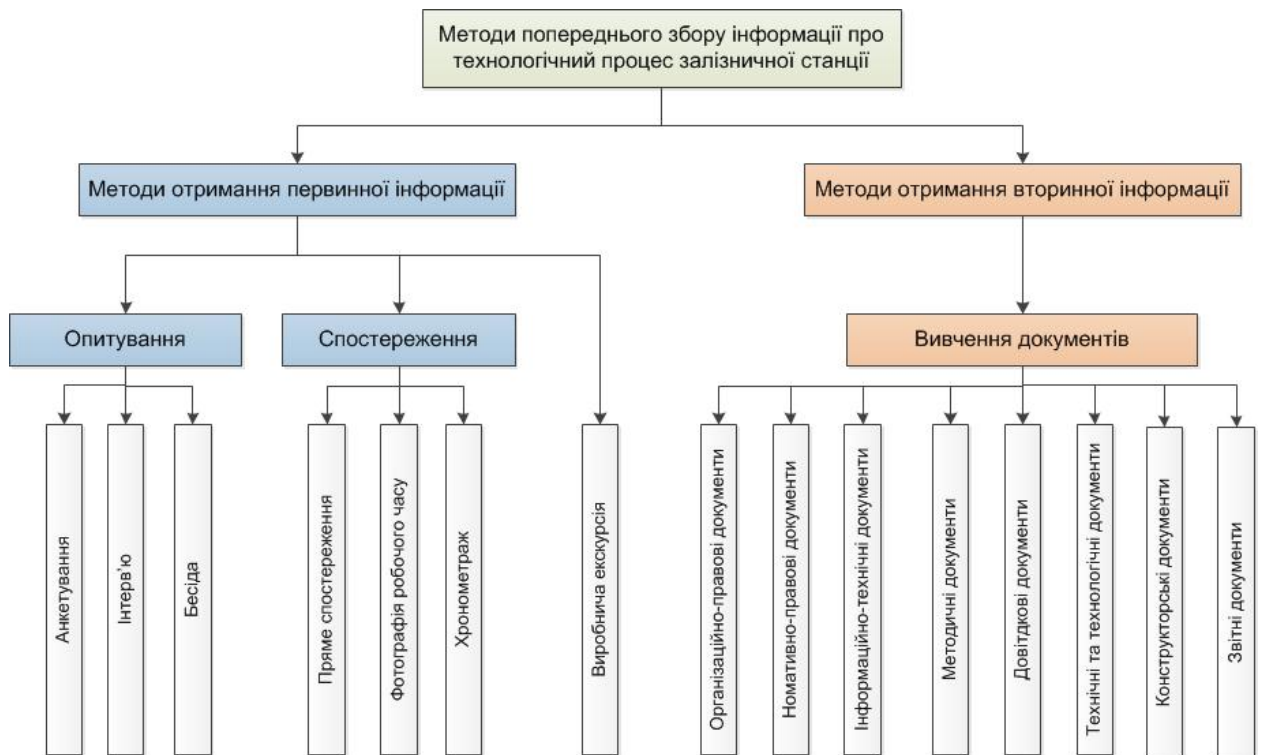 Методи попереднього збору інформації про
технологічний процес залізничної станції
Методи отримання первинної інформації
Методи отримання вторинної інформації
Опитування
Спостереження
Вивчення документів
Анкетування
Інтерв'ю
Бесіда
Пряме спостереження
Фотографія робочого часу
Хронометраж
Виробнича екскурсія
Організаційно-правові документи
Номативно-правові документи
Інформаційно-технічні документи
Методичні документи
Довітдкові документи
Технічні та технологічні документи
Конструкторські документи
Звітні документи